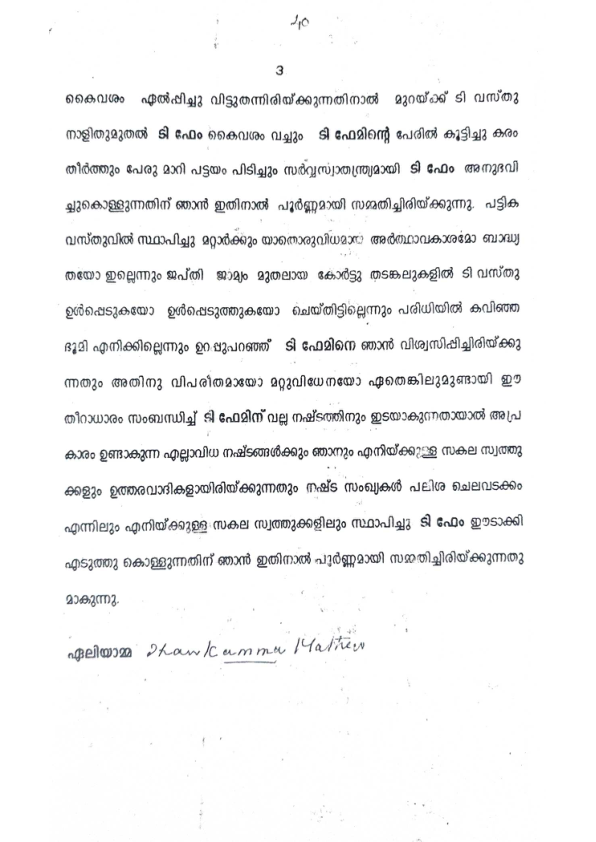 40
3
കൈവശം ഏൽപ്പിച്ചു വിട്ടുതന്നിരിയ്ക്കുന്നതിനാൽ മുറയ്ക്ക് ടി വസ്തു
നാളിതുമുതൽ ടി ഫേം കൈവശം വച്ചും ടി ഫേമിന്റെ പേരിൽ കൂട്ടിച്ചു കരം
തീർത്തും പേരു മാറി പട്ടയം പിടിച്ചും സർവ്വസ്വാതന്ത്ര്യമായി ടി ഫേം അനുഭവി
ച്ചുകൊള്ളുന്നതിന് ഞാൻ ഇതിനാൽ പൂർണ്ണമായി സമ്മതിച്ചിരിയ്ക്കുന്നു. പട്ടിക
വസ്തുവിൽ സ്ഥാപിച്ചു മറ്റാർക്കും യാതൊരുവിധമായ അർത്ഥാവകാശമോ ബാദ്ധ്യ
തയോ ഇല്ലെന്നും ജപ്തി ജാമ്യം മുതലായ കോർട്ടു തടങ്കലുകളിൽ ടി വസ്തു
ഉൾപ്പെടുകയോ ഉൾപ്പെടുത്തുകയോ ചെയ്തിട്ടില്ലെന്നും പരിധിയിൽ കവിഞ്ഞ
ഭൂമി എനിക്കില്ലെന്നും ഉറപ്പുപറഞ്ഞ് ടി ഫേമിനെ ഞാൻ വിശ്വസിപ്പിച്ചിരിയ്ക്കു
ന്നതും അതിനു വിപരീതമായോ മറ്റുവിധേനയോ ഏതെങ്കിലുമുണ്ടായി ഈ
തീറാധാരം സംബന്ധിച്ച് ടി ഫേമിന് വല്ല നഷ്ടത്തിനും ഇടയാകുന്നതായാൽ അപ്ര
കാരം ഉണ്ടാകുന്ന എല്ലാവിധ നഷ്ടങ്ങൾക്കും ഞാനും എനിയ്ക്കുള്ള സകല സ്വത്തു
ക്കളും ഉത്തരവാദികളായിരിയ്ക്കുന്നതും നഷ്ട സംഖ്യകൾ പലിശ ചെലവടക്കം
എന്നിലും എനിയ്ക്കുള്ള സകല സ്വത്തുക്കളിലും സ്ഥാപിച്ചു ടി ഫേം ഈടാക്കി
എടുത്തു കൊള്ളുന്നതിന് ഞാൻ ഇതിനാൽ പൂർണ്ണമായി സമ്മതിച്ചിരിയ്ക്കുന്നതു
മാകുന്നു.
ഏലിയാമ്മ Thankamma Mathew